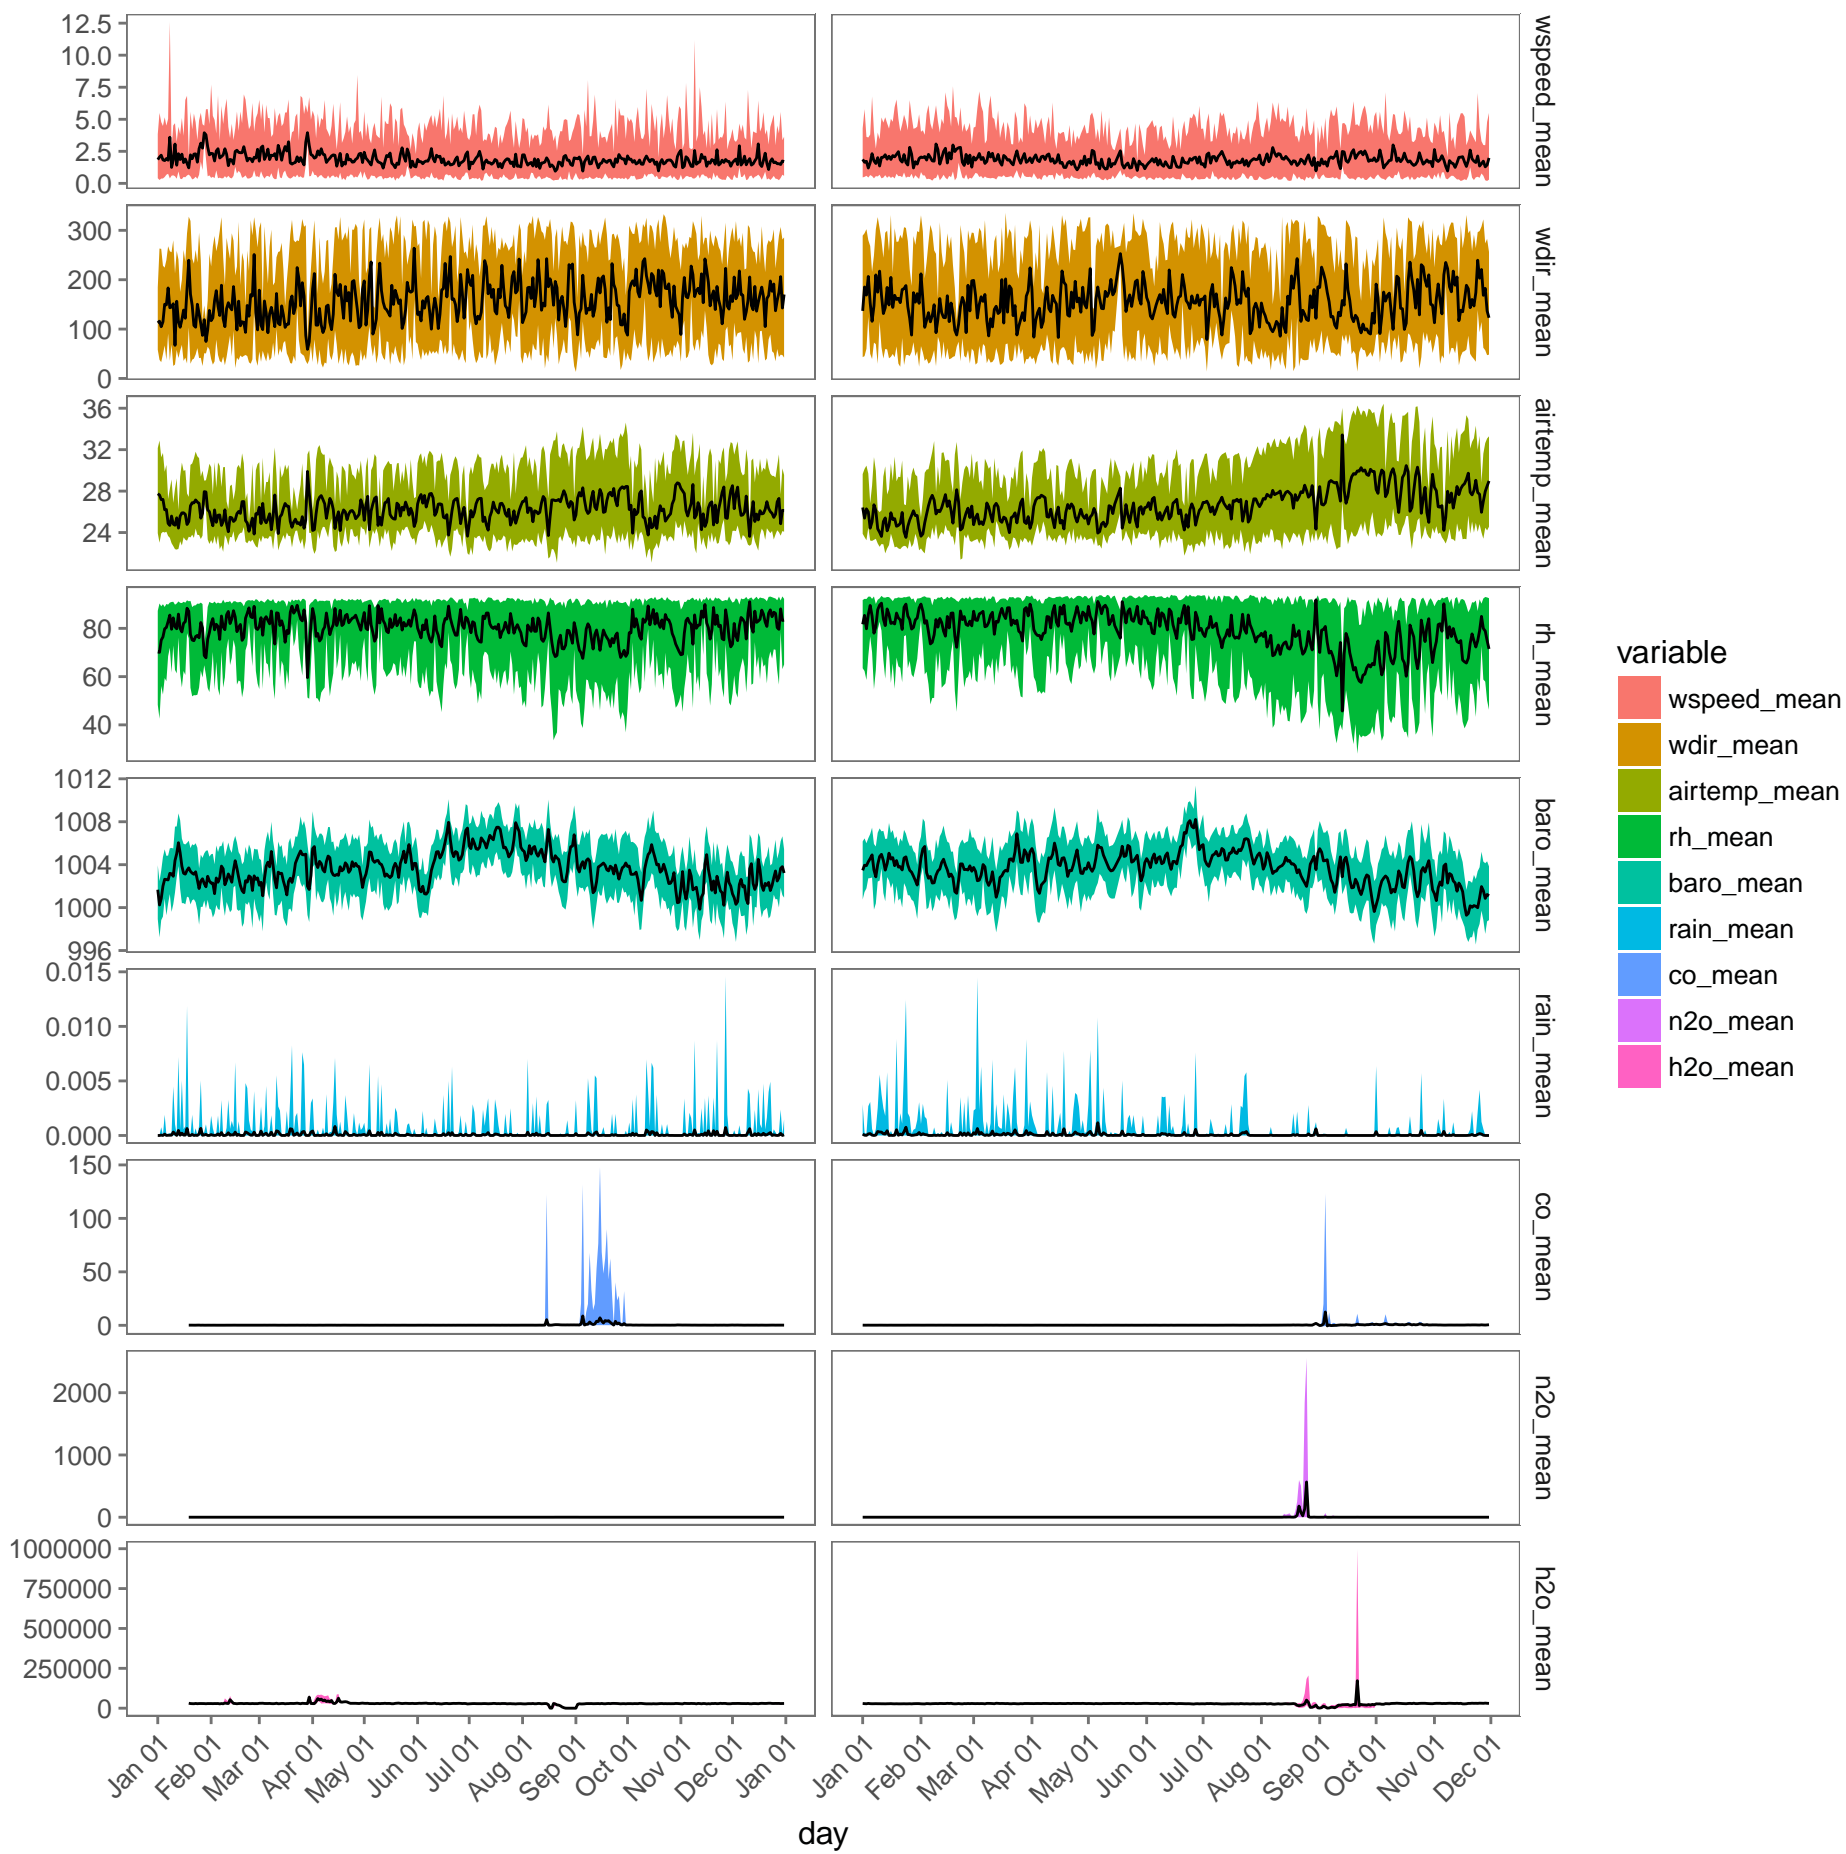 12.5
10.0
7.5
5.0
2.5
0.0
wspeed_mean
300
200
100
0
wdir_mean
36
32
28
24
airtemp_mean
80
60
40
rh_mean
1012
1008
1004
1000
996
baro_mean
0.015
0.010
0.005
0.000
rain_mean
150
100
50
0
co_mean
2000
1000
0
n2o_mean
1000000
750000
500000
250000
0
h2o_mean
Jan 01 Feb 01 Mar 01 Apr 01 May 01 Jun 01 Jul 01 Aug 01 Sep 01 Oct 01 Nov 01 Dec 01 Jan 01
Jan 01 Feb 01 Mar 01 Apr 01 May 01 Jun 01 Jul 01 Aug 01 Sep 01 Oct 01 Nov 01 Dec 01
day
variable
wspeed_mean
wdir_mean
airtemp_mean
rh_mean
baro_mean
rain_mean
co_mean
n2o_mean
h2o_mean